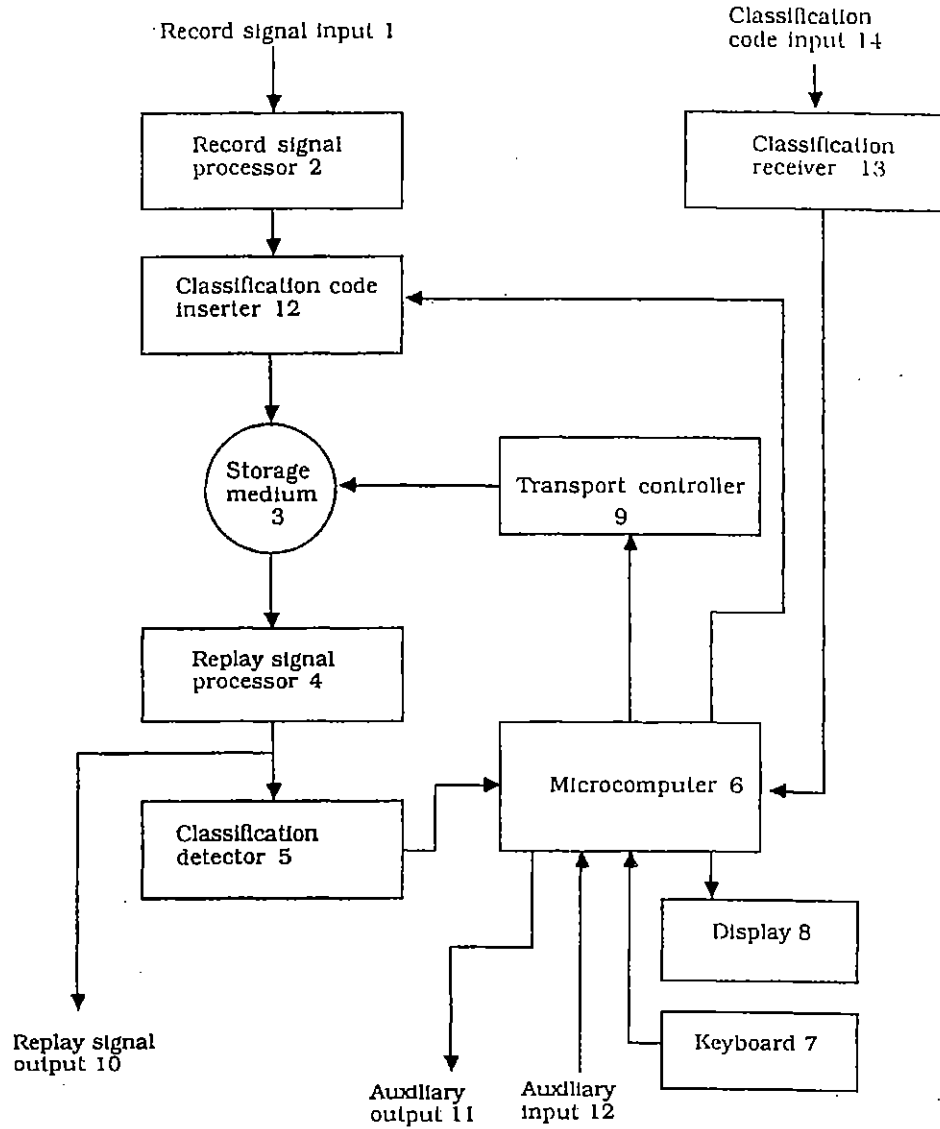 Record signal input 1
Classification
code input 14
Record signal
processor 2
Classification
receiver 13
Classification code
inserter 12
Storage
medium
3
Transport controller
9
Replay signal
processor 4
Microcomputer 6
Classification
detector 5
Display 8
Keyboard 7
Replay signal
output 10
Auxiliary
output 11
Auxiliary
input 12